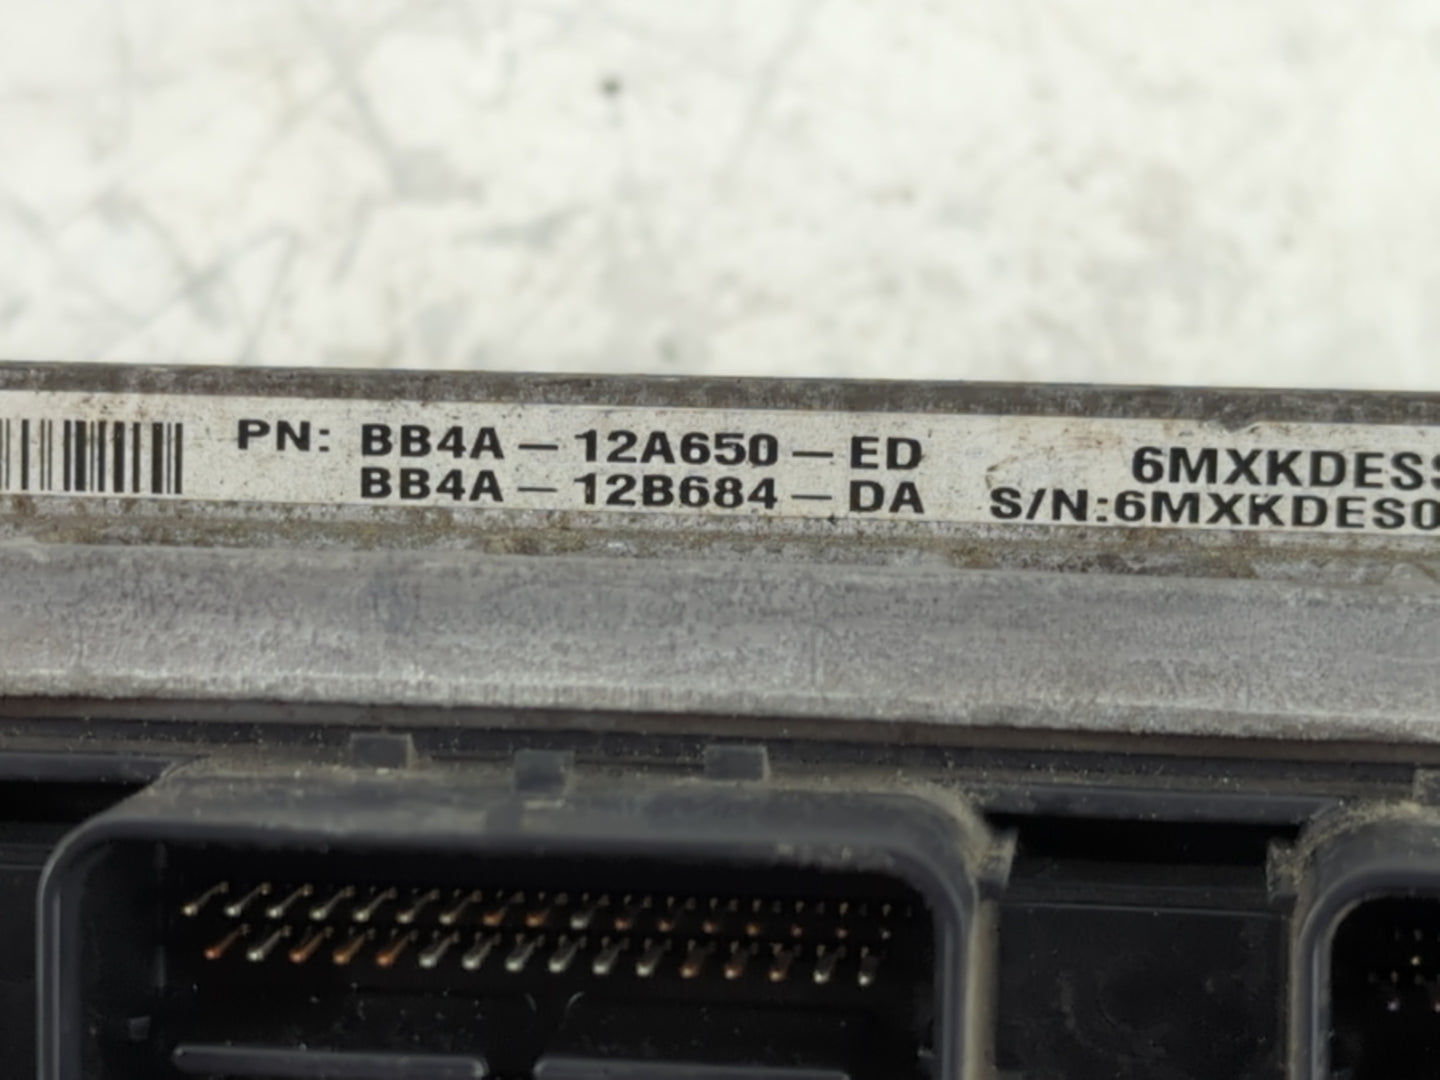 PN: BB4A-12A650-ED
BB4A-12B684-DA
6MXKDESS
S/N:6MXKDES0